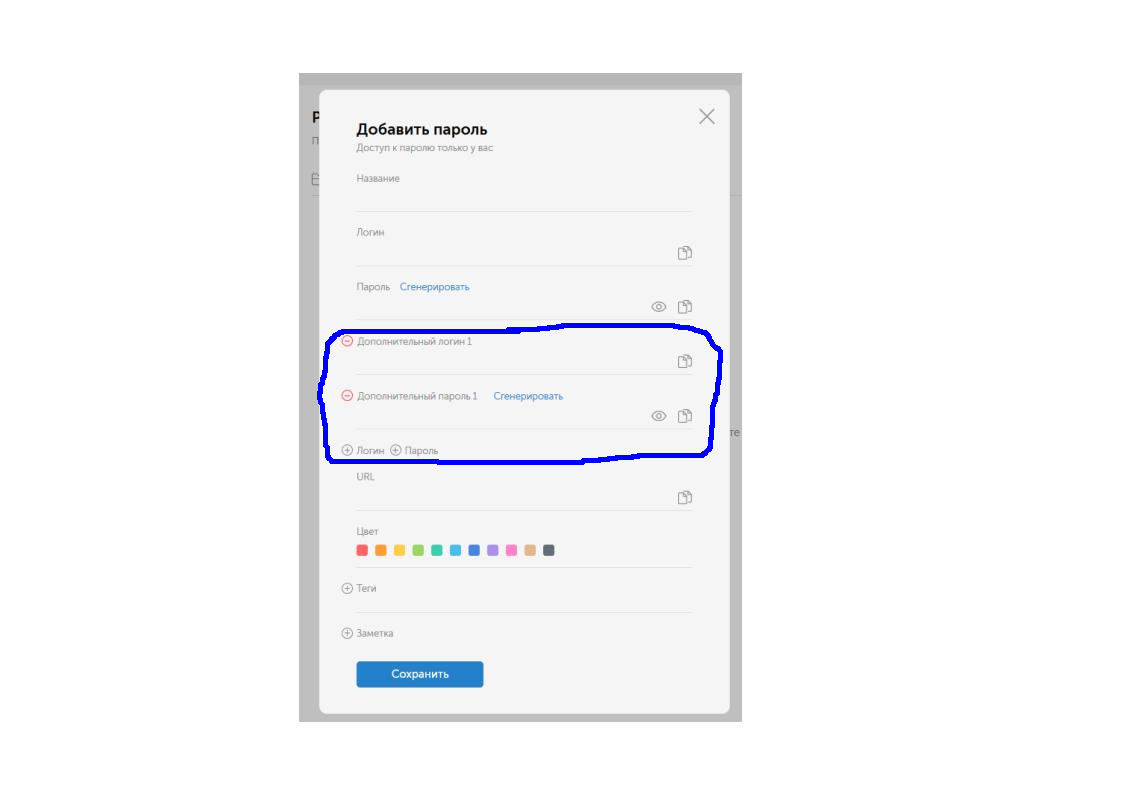 Добавить пароль
Доступ к паролю только у вас
Название
Логин
Пароль Сгенерировать
Дополнительный логин 1
Дополнительный пароль 1 Сгенерировать
Логин Пароль
URL
Цвет
Теги
Заметка
Сохранить